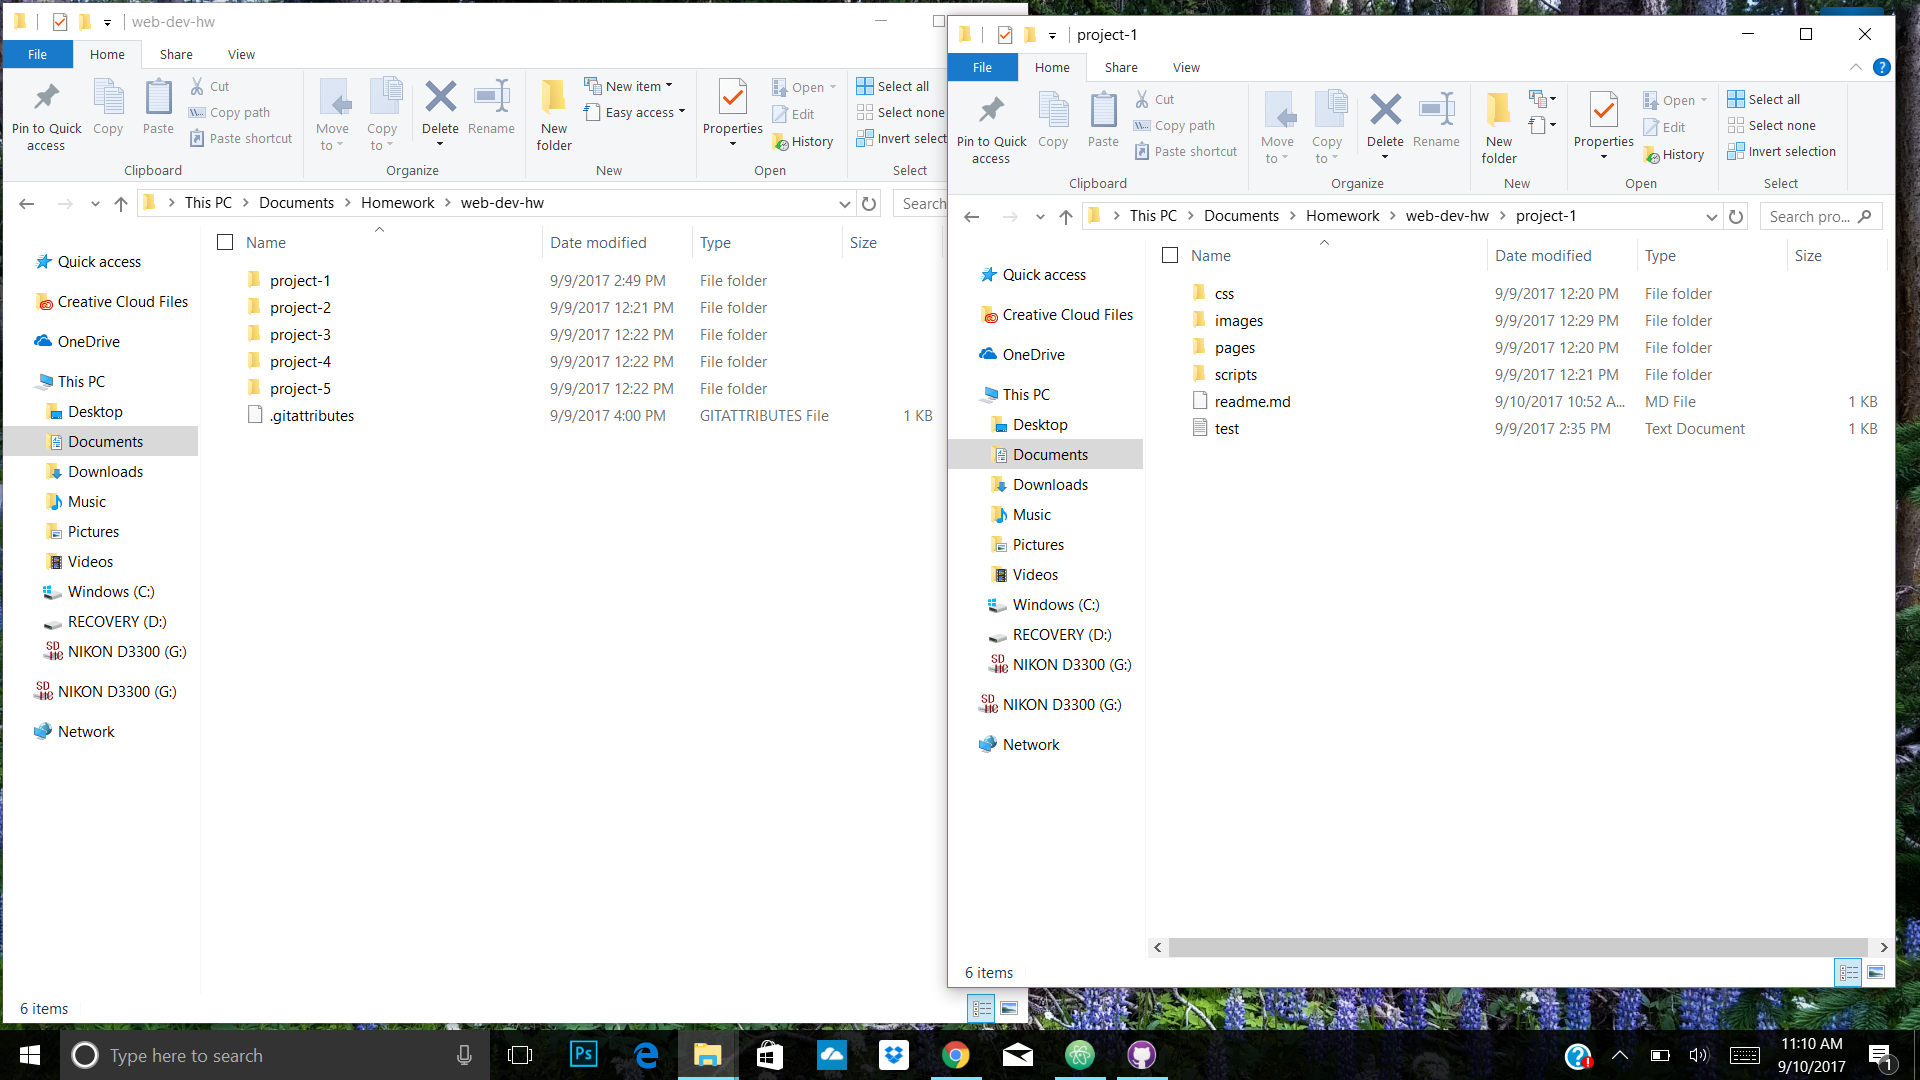 web-dev-hw
File Home Share View
Pin to Quick access
Copy
Paste
Cut
Copy path
Paste shortcut
Clipboard
Move to
Copy to
Delete
Rename
Organize
New folder
New item
Easy access
New
Properties
Open
Edit
History
Open
Select all
Select none
Invert select
Select
This PC > Documents > Homework > web-dev-hw
Search
Name Date modified Type Size
project-1 9/9/2017 2:49 PM File folder
project-2 9/9/2017 12:21 PM File folder
project-3 9/9/2017 12:22 PM File folder
project-4 9/9/2017 12:22 PM File folder
project-5 9/9/2017 12:22 PM File folder
.gitattributes 9/9/2017 4:00 PM GITATTRIBUTES File 1 KB
Quick access
Creative Cloud Files
OneDrive
This PC
Desktop
Documents
Downloads
Music
Pictures
Videos
Windows (C:)
RECOVERY (D:)
NIKON D3300 (G:)
NIKON D3300 (G:)
Network
6 items
project-1
File Home Share View
Pin to Quick access
Copy
Paste
Cut
Copy path
Paste shortcut
Clipboard
Move to
Copy to
Delete
Rename
Organize
New folder
New
Properties
Open
Edit
History
Open
Select all
Select none
Invert selection
Select
This PC > Documents > Homework > web-dev-hw > project-1
Search pro...
Name Date modified Type Size
css 9/9/2017 12:20 PM File folder
images 9/9/2017 12:29 PM File folder
pages 9/9/2017 12:20 PM File folder
scripts 9/9/2017 12:21 PM File folder
readme.md 9/10/2017 10:52 A... MD File 1 KB
test 9/9/2017 2:35 PM Text Document 1 KB
Quick access
Creative Cloud Files
OneDrive
This PC
Desktop
Documents
Downloads
Music
Pictures
Videos
Windows (C:)
RECOVERY (D:)
NIKON D3300 (G:)
NIKON D3300 (G:)
Network
6 items
Type here to search
Ps
11:10 AM
9/10/2017
1